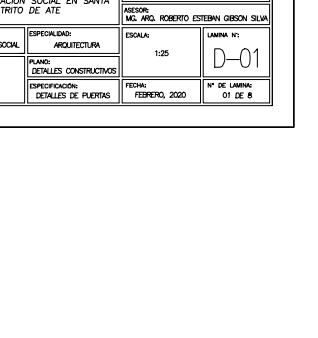 ACION SOCIAL EN SANTA
TRITO DE ATE
ASESOR:
MG. ARQ. ROBERTO ESTEBAN GIBSON SILVA
ESPECIALIDAD:
SOCIAL
ARQUITECTURA
ESCALA:
1:25
LAMINA N°:
D-01
PLANO:
DETALLES CONSTRUCTIVOS
ESPECIFICACIÓN:
DETALLES DE PUERTAS
FECHA:
FEBRERO, 2020
N° DE LAMINA:
01 DE 8